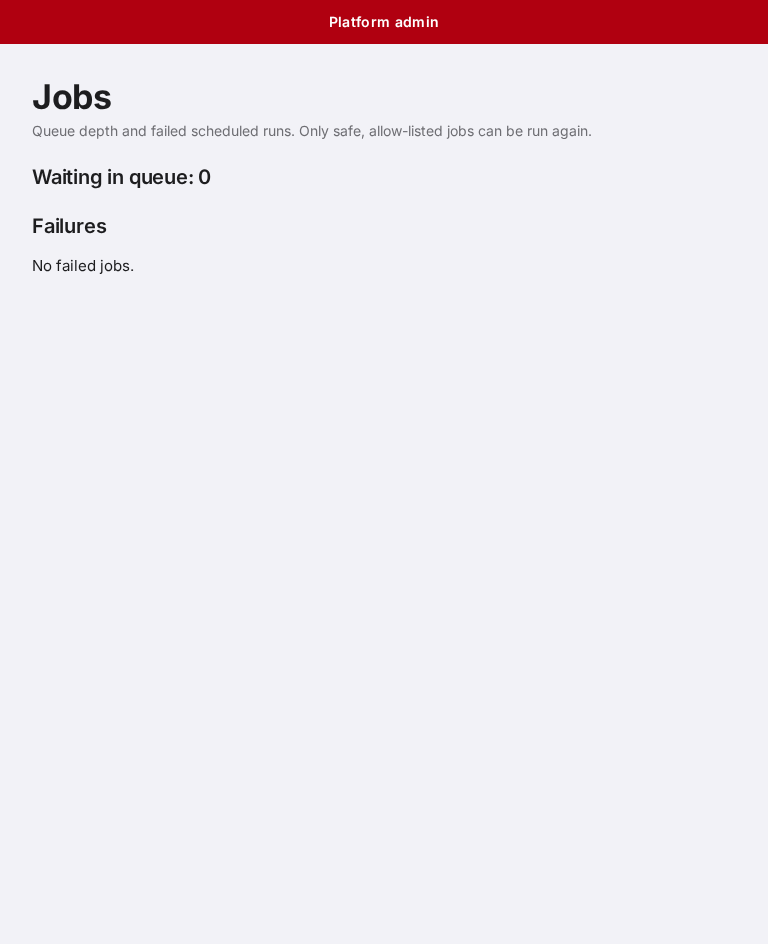 Platform admin
Jobs
Queue depth and failed scheduled runs. Only safe, allow-listed jobs can be run again.
Waiting in queue: 0
Failures
No failed jobs.